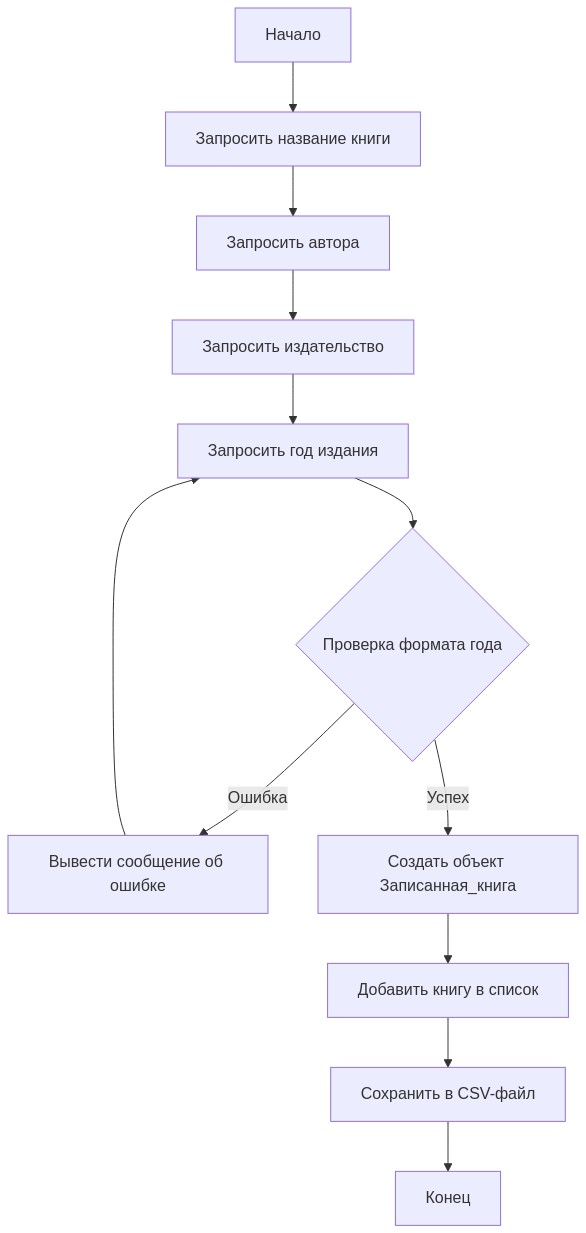 Начало
Запросить название книги
Запросить автора
Запросить издательство
Запросить год издания
Проверка формата года
Ошибка
Успех
Вывести сообщение об
ошибке
Создать объект
Записанная_книга
Добавить книгу в список
Сохранить в CSV-файл
Конец